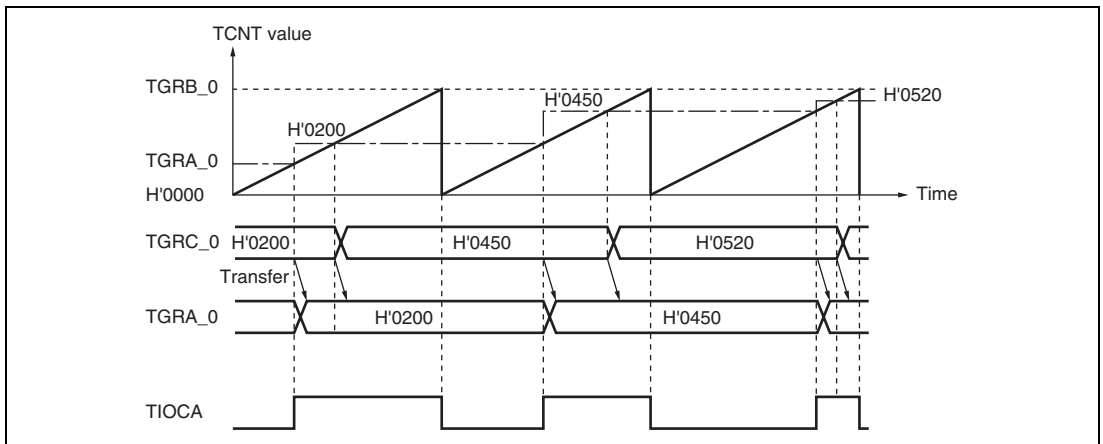 TCNT value
TGRB_0
H'0450
H'0520
H'0200
TGRA_0
H'0000
Time
TGRC_0 H'0200 H'0450 H'0520
Transfer
TGRA_0 H'0200 H'0450
TIOCA